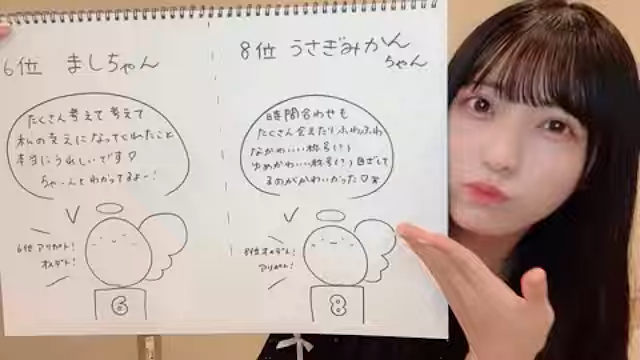 6位 ましちゃん
たくさん考えて考えて
私の支えになってくれたこと
本当にうれしいです♡
ちゃーんとわかってるよー!
6位 アリガト!
オメデト!
6
8位 うさぎみかん
ちゃん
時間合わせも
たくさん会えたりふわふわ
なかわいい称号(?)
ゆめかわいい称号(?)目ざして
るのがかわいかった♡
8位オメデト!
アリガト!
8